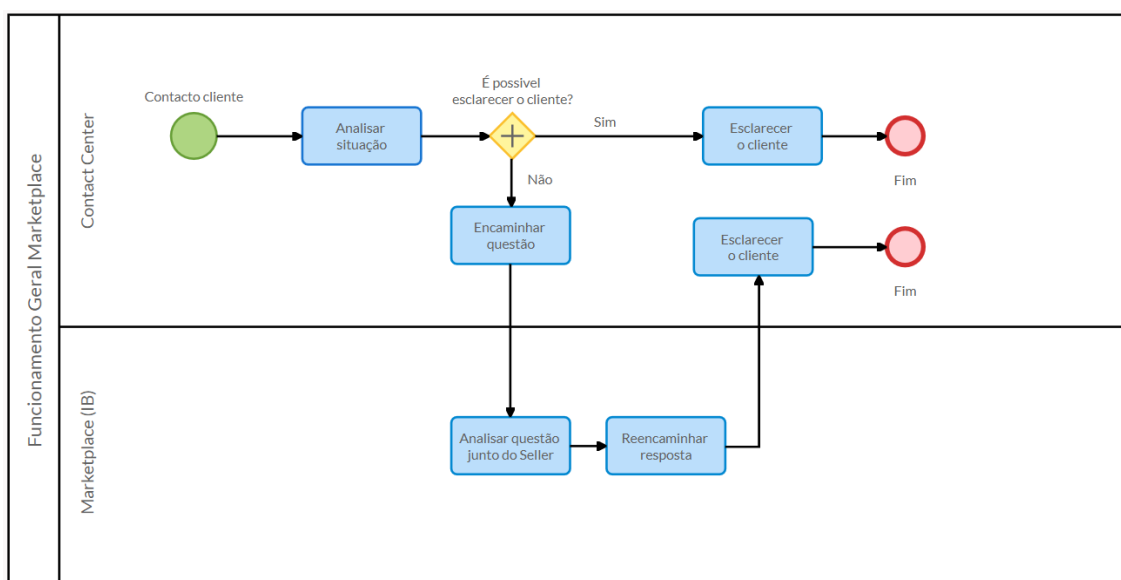 Funcionamento Geral Marketplace
Contact Center
Contacto cliente
Analisar
situação
É possivel
esclarecer o cliente?
Sim
Esclarecer
o cliente
Fim
Não
Encaminhar
questão
Esclarecer
o cliente
Fim
Marketplace (IB)
Analisar questão
junto do Seller
Reencaminhar
resposta